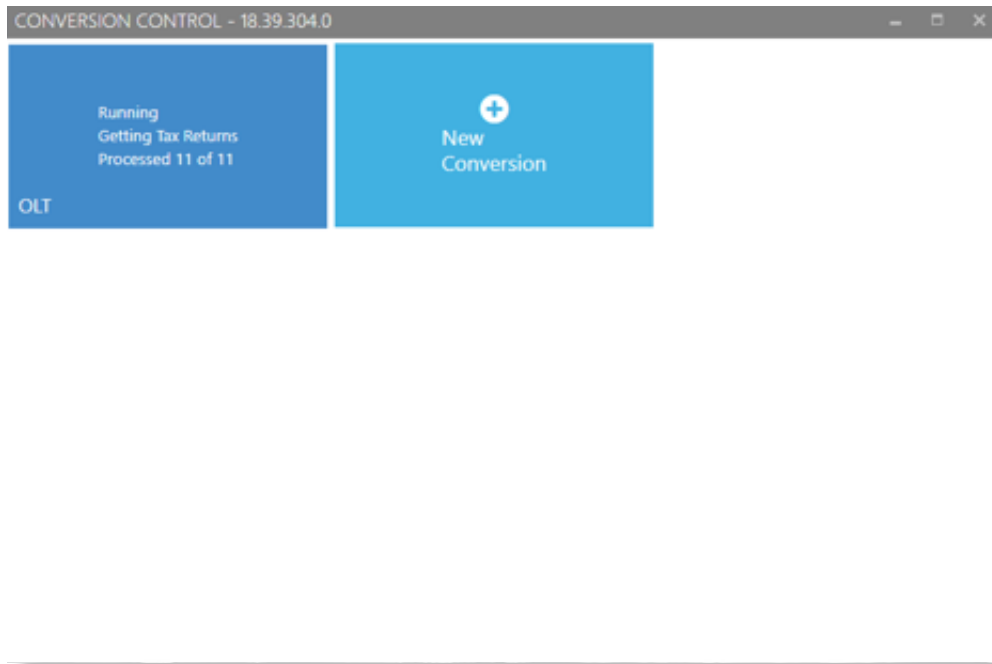 CONVERSION CONTROL - 18.39.304.0
Running
Getting Tax Returns
Processed 11 of 11
OLT
New
Conversion